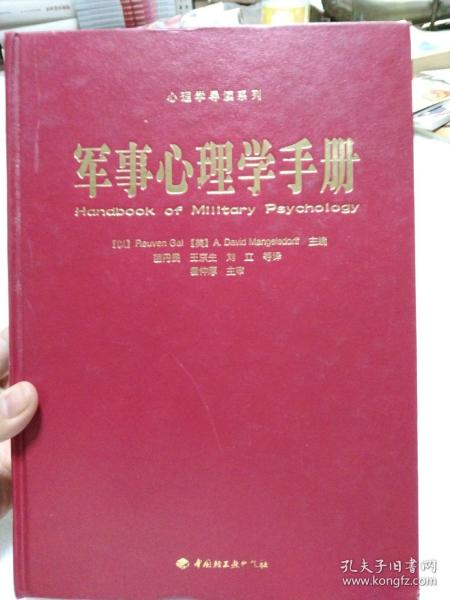 心理学导读系列
军事心理学手册
Handbook of Military Psychology
【以】Reuven Gal 【美】A. David Mangelsdorff 主编
苗丹民 王京生 刘立 等译
皇甫恩 主审
中国轻工业出版社
孔夫子旧书网
www.kongfz.com